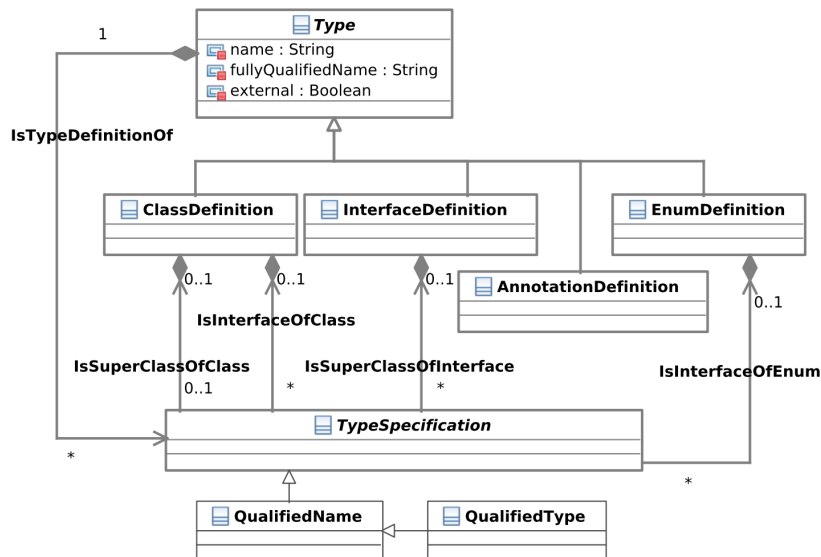 Type
1
name : String
fullyQualifiedName : String
external : Boolean
IsTypeDefinitionOf
ClassDefinition
InterfaceDefinition
EnumDefinition
0..1
0..1
0..1
AnnotationDefinition
0..1
IsInterfaceOfClass
IsSuperClassOfClass
IsSuperClassOfInterface
IsInterfaceOfEnum
0..1
*
*
TypeSpecification
*
*
QualifiedName
QualifiedType